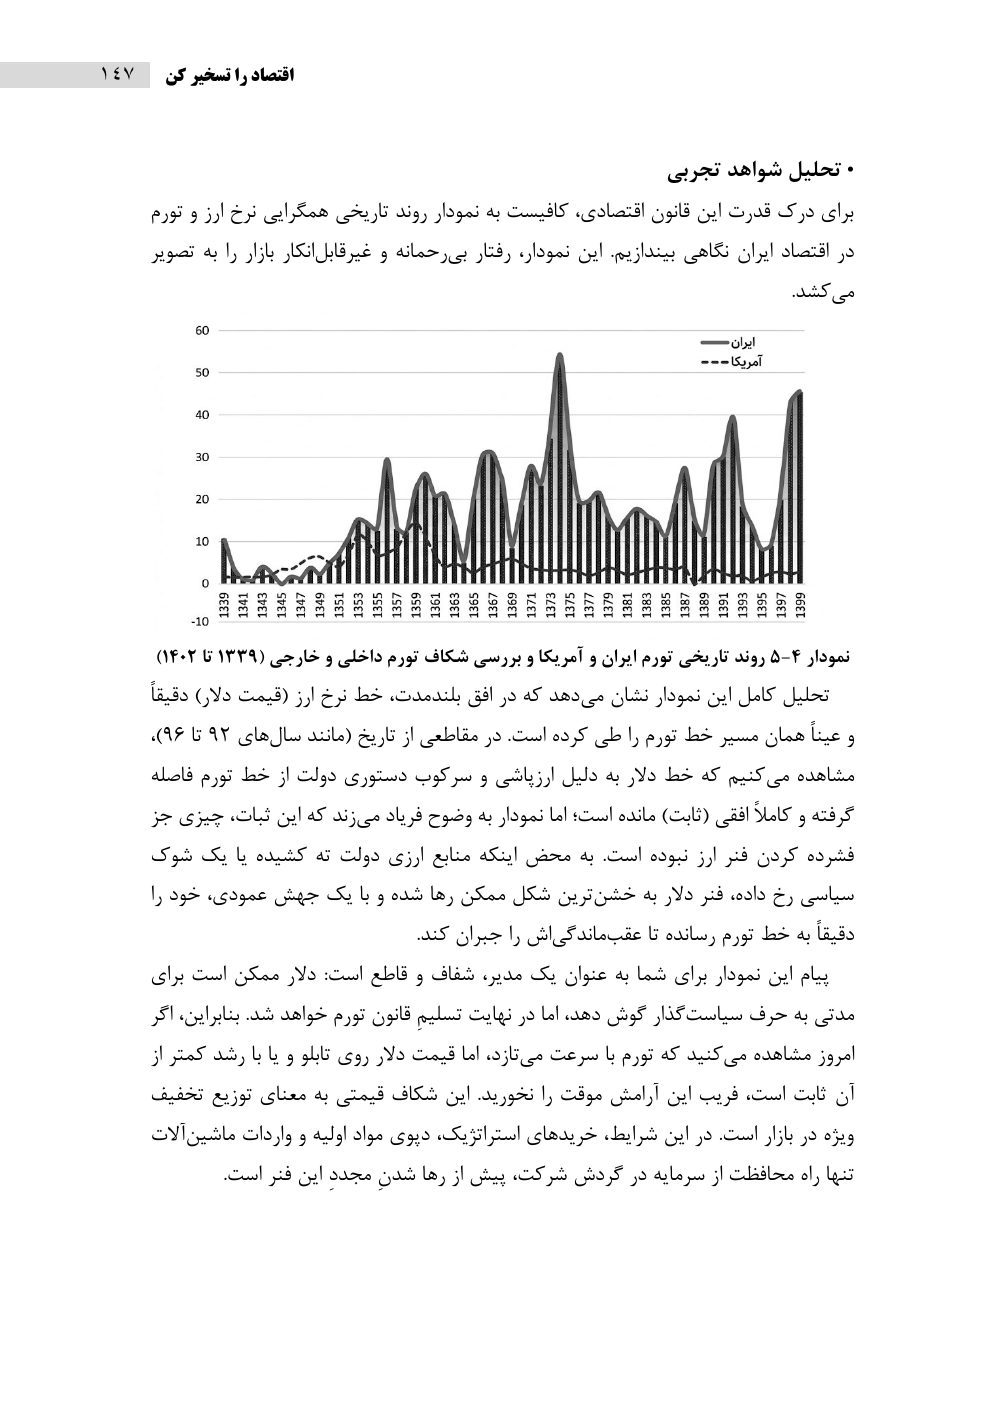 اقتصاد را تسخیر کن ۱٤۷
• تحلیل شواهد تجربی
برای درک قدرت این قانون اقتصادی، کافیست به نمودار روند تاریخی همگرایی نرخ ارز و تورم
در اقتصاد ایران نگاهی بیندازیم. این نمودار، رفتار بی‌رحمانه و غیرقابل‌انکار بازار را به تصویر
می‌کشد.
60
50
40
30
20
10
0
-10
ایران
آمریکا
1339 1341 1343 1345 1347 1349 1351 1353 1355 1357 1359 1361 1363 1365 1367 1369 1371 1373 1375 1377 1379 1381 1383 1385 1387 1389 1391 1393 1395 1397 1399
نمودار ۴-۵ روند تاریخی تورم ایران و آمریکا و بررسی شکاف تورم داخلی و خارجی (۱۳۳۹ تا ۱۴۰۲)
تحلیل کامل این نمودار نشان می‌دهد که در افق بلندمدت، خط نرخ ارز (قیمت دلار) دقیقاً
و عیناً همان مسیر خط تورم را طی کرده است. در مقاطعی از تاریخ (مانند سال‌های ۹۲ تا ۹۶)،
مشاهده می‌کنیم که خط دلار به دلیل ارزپاشی و سرکوب دستوری دولت از خط تورم فاصله
گرفته و کاملاً افقی (ثابت) مانده است؛ اما نمودار به وضوح فریاد می‌زند که این ثبات، چیزی جز
فشرده کردن فنر ارز نبوده است. به محض اینکه منابع ارزی دولت ته کشیده یا یک شوک
سیاسی رخ داده، فنر دلار به خشن‌ترین شکل ممکن رها شده و با یک جهش عمودی، خود را
دقیقاً به خط تورم رسانده تا عقب‌ماندگی‌اش را جبران کند.
پیام این نمودار برای شما به عنوان یک مدیر، شفاف و قاطع است: دلار ممکن است برای
مدتی به حرف سیاست‌گذار گوش دهد، اما در نهایت تسلیمِ قانون تورم خواهد شد. بنابراین، اگر
امروز مشاهده می‌کنید که تورم با سرعت می‌تازد، اما قیمت دلار روی تابلو و یا با رشد کمتر از
آن ثابت است، فریب این آرامش موقت را نخورید. این شکاف قیمتی به معنای توزیع تخفیف
ویژه در بازار است. در این شرایط، خریدهای استراتژیک، دپوی مواد اولیه و واردات ماشین‌آلات
تنها راه محافظت از سرمایه در گردش شرکت، پیش از رها شدنِ مجددِ این فنر است.